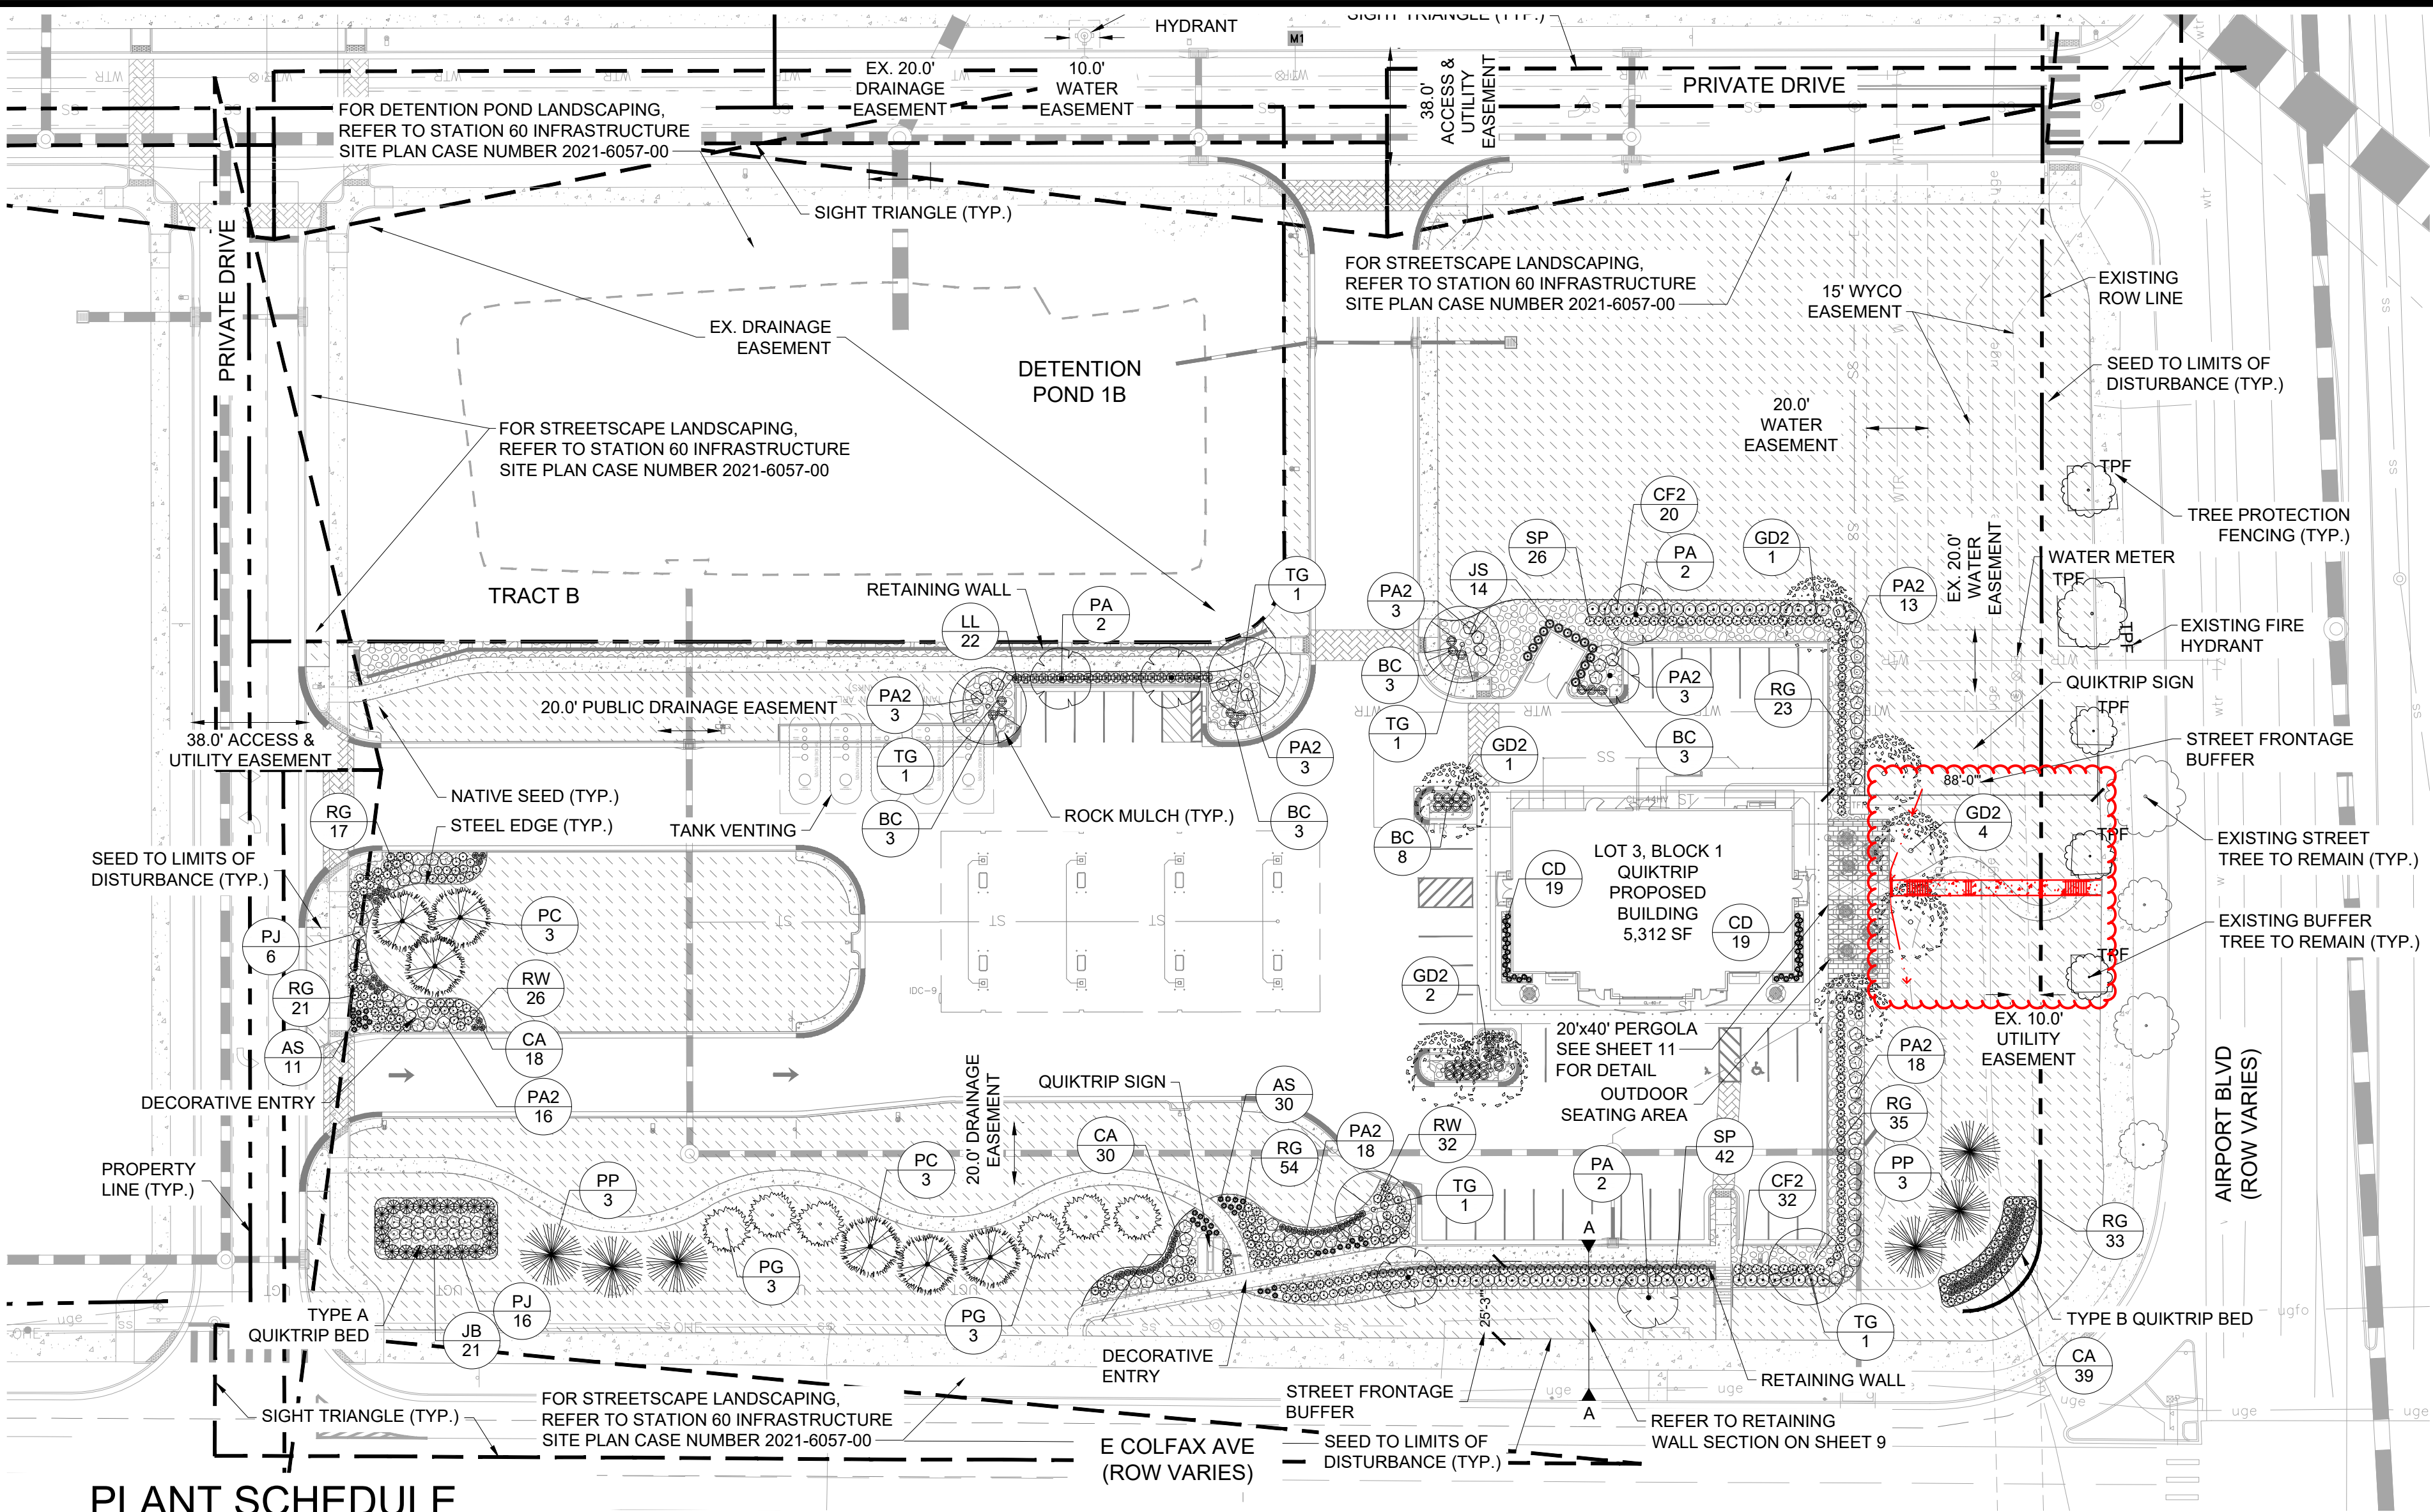 HYDRANT
SIGHT TRIANGLE (TYP.)
M1
EX. 20.0'
DRAINAGE
EASEMENT
10.0'
WATER
EASEMENT
38.0'
ACCESS &
UTILITY
EASEMENT
PRIVATE DRIVE
FOR DETENTION POND LANDSCAPING,
REFER TO STATION 60 INFRASTRUCTURE
SITE PLAN CASE NUMBER 2021-6057-00
SIGHT TRIANGLE (TYP.)
PRIVATE DRIVE
FOR STREETSCAPE LANDSCAPING,
REFER TO STATION 60 INFRASTRUCTURE
SITE PLAN CASE NUMBER 2021-6057-00
15' WYCO
EASEMENT
EXISTING
ROW LINE
EX. DRAINAGE
EASEMENT
DETENTION
POND 1B
SEED TO LIMITS OF
DISTURBANCE (TYP.)
FOR STREETSCAPE LANDSCAPING,
REFER TO STATION 60 INFRASTRUCTURE
SITE PLAN CASE NUMBER 2021-6057-00
20.0'
WATER
EASEMENT
TPF
TREE PROTECTION
FENCING (TYP.)
CF2
20
SP
26
PA
2
GD2
1
EX. 20.0'
WATER
EASEMENT
WATER METER
TPF
TPF
EXISTING FIRE
HYDRANT
TRACT B
RETAINING WALL
TG
1
PA
2
LL
22
PA2
3
JS
14
PA2
13
BC
3
PA2
3
RG
23
QUIKTRIP SIGN
TPF
20.0' PUBLIC DRAINAGE EASEMENT
PA2
3
TG
1
PA2
3
TG
1
GD2
1
BC
3
STREET FRONTAGE
BUFFER
38.0' ACCESS &
UTILITY EASEMENT
NATIVE SEED (TYP.)
STEEL EDGE (TYP.)
TANK VENTING
BC
3
ROCK MULCH (TYP.)
BC
3
BC
8
88'-0"
GD2
4
TPF
EXISTING STREET
TREE TO REMAIN (TYP.)
RG
17
SEED TO LIMITS OF
DISTURBANCE (TYP.)
LOT 3, BLOCK 1
QUIKTRIP
PROPOSED
BUILDING
5,312 SF
CD
19
CD
19
PC
3
PJ
6
EXISTING BUFFER
TREE TO REMAIN (TYP.)
TPF
RG
21
RW
26
IDC-9
GD2
2
AS
11
CA
18
20'x40' PERGOLA
SEE SHEET 11
FOR DETAIL
OUTDOOR
SEATING AREA
EX. 10.0'
UTILITY
EASEMENT
PA2
18
DECORATIVE ENTRY
PA2
16
20.0' DRAINAGE
EASEMENT
QUIKTRIP SIGN
AS
30
RG
35
AIRPORT BLVD
(ROW VARIES)
CA
30
RG
54
PA2
18
RW
32
SP
42
PROPERTY
LINE (TYP.)
PP
3
PC
3
TG
1
PA
2
CF2
32
PP
3
RG
33
PG
3
PG
3
A
25'-3"
TYPE A
QUIKTRIP BED
PJ
16
JB
21
TG
1
TYPE B QUIKTRIP BED
CA
39
DECORATIVE
ENTRY
RETAINING WALL
STREET FRONTAGE
BUFFER
A
SIGHT TRIANGLE (TYP.)
FOR STREETSCAPE LANDSCAPING,
REFER TO STATION 60 INFRASTRUCTURE
SITE PLAN CASE NUMBER 2021-6057-00
E COLFAX AVE
(ROW VARIES)
SEED TO LIMITS OF
DISTURBANCE (TYP.)
REFER TO RETAINING
WALL SECTION ON SHEET 9
PLANT SCHEDULE